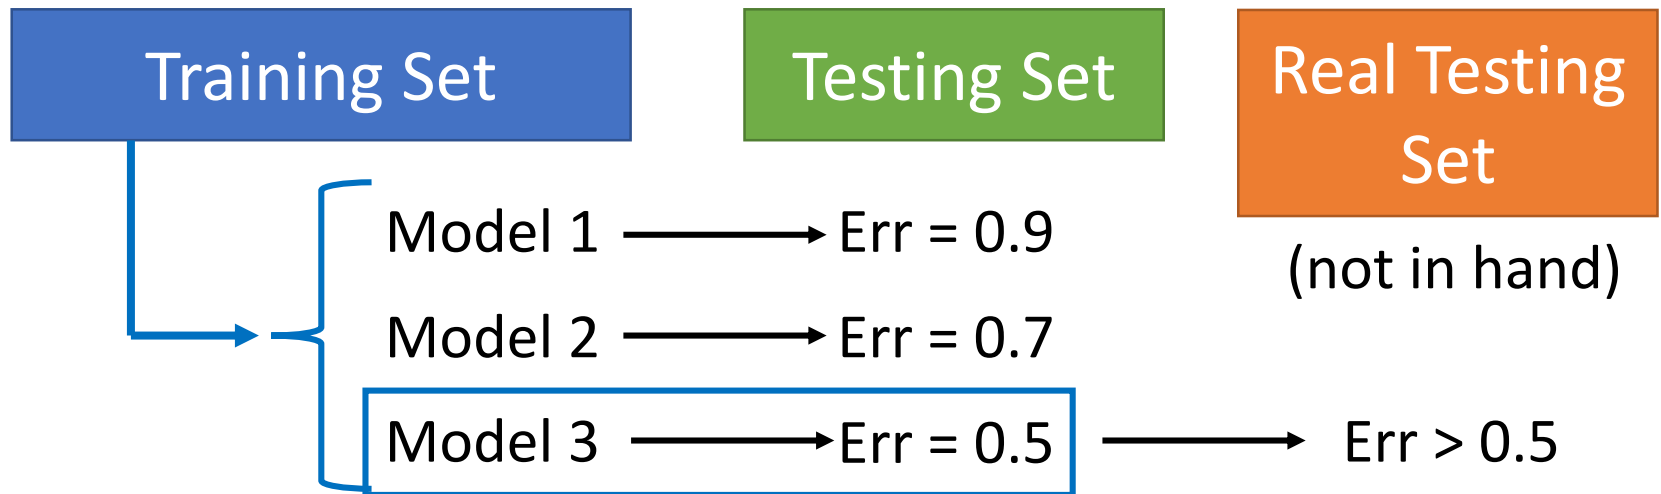 Training Set
Testing Set
Real Testing
Set
(not in hand)
Model 1
Err = 0.9
Model 2
Err = 0.7
Model 3
Err = 0.5
Err > 0.5